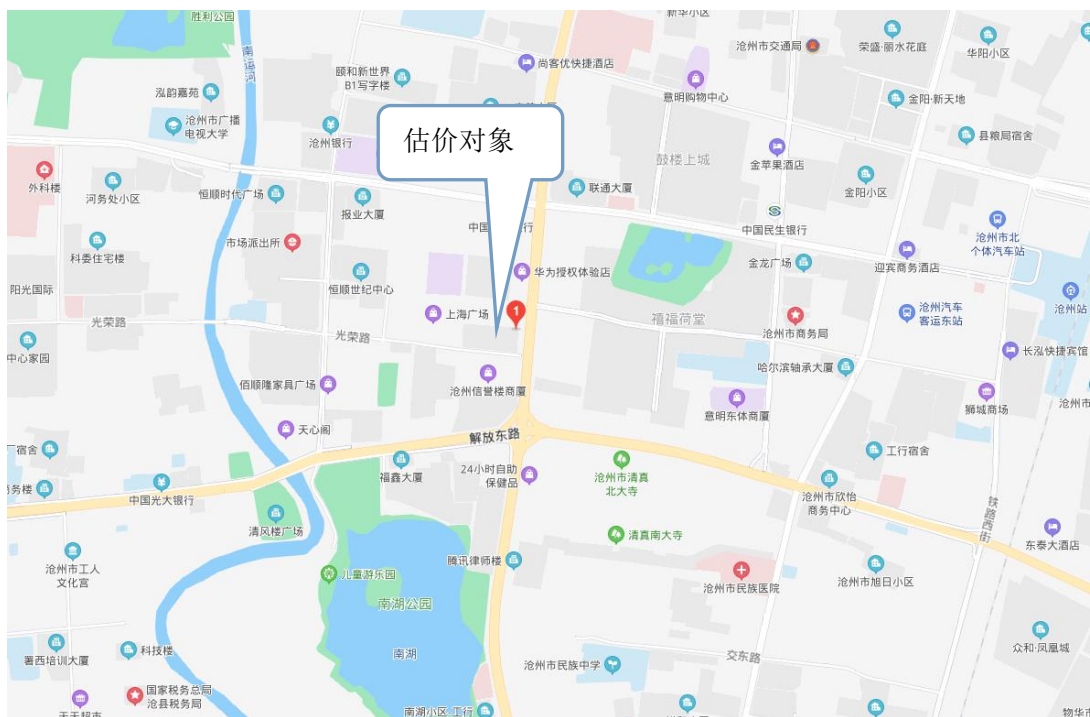 胜利公园
新华小区
沧州市交通局
荣盛·丽水花庭
华阳小区
南运河
尚客优快捷酒店
颐和新世界
B1写字楼
泓韵嘉苑
意明购物中心
金阳·新天地
沧州市广播
电视大学
沧州银行
估价对象
县粮局宿舍
鼓楼上城
金苹果酒店
外科楼
河务处小区
恒顺时代广场
联通大厦
金阳小区
报业大厦
中国
行
中国民生银行
沧州市北
个体汽车站
市场派出所
科委住宅楼
华为授权体验店
金龙广场
迎宾商务酒店
阳光国际
恒顺世纪中心
沧州站
上海广场
1
沧州汽车
客运东站
光荣路
光荣路
禧福荷堂
沧州市商务局
中心家园
长泓快捷宾馆
哈尔滨轴承大厦
佰顺隆家具广场
沧州信誉楼商厦
狮城商场
沧州市
意明东体商厦
天心阁
解放东路
宿舍
工行宿舍
福鑫大厦
24小时自助
保健品
沧州市清真
北大寺
务楼
中国光大银行
沧州市欣怡
商务中心
铁路西街
清风楼广场
清真南大寺
东泰大酒店
沧州市工人
文化宫
腾讯律师楼
儿童游乐园
沧州市民族医院
沧州市旭日小区
南湖公园
众和·凤凰城
署西培训大厦
科技楼
南湖
沧州市民族中学
交东路
国家税务总局
沧县税务局
天天超市
南湖小区
工行
物华市